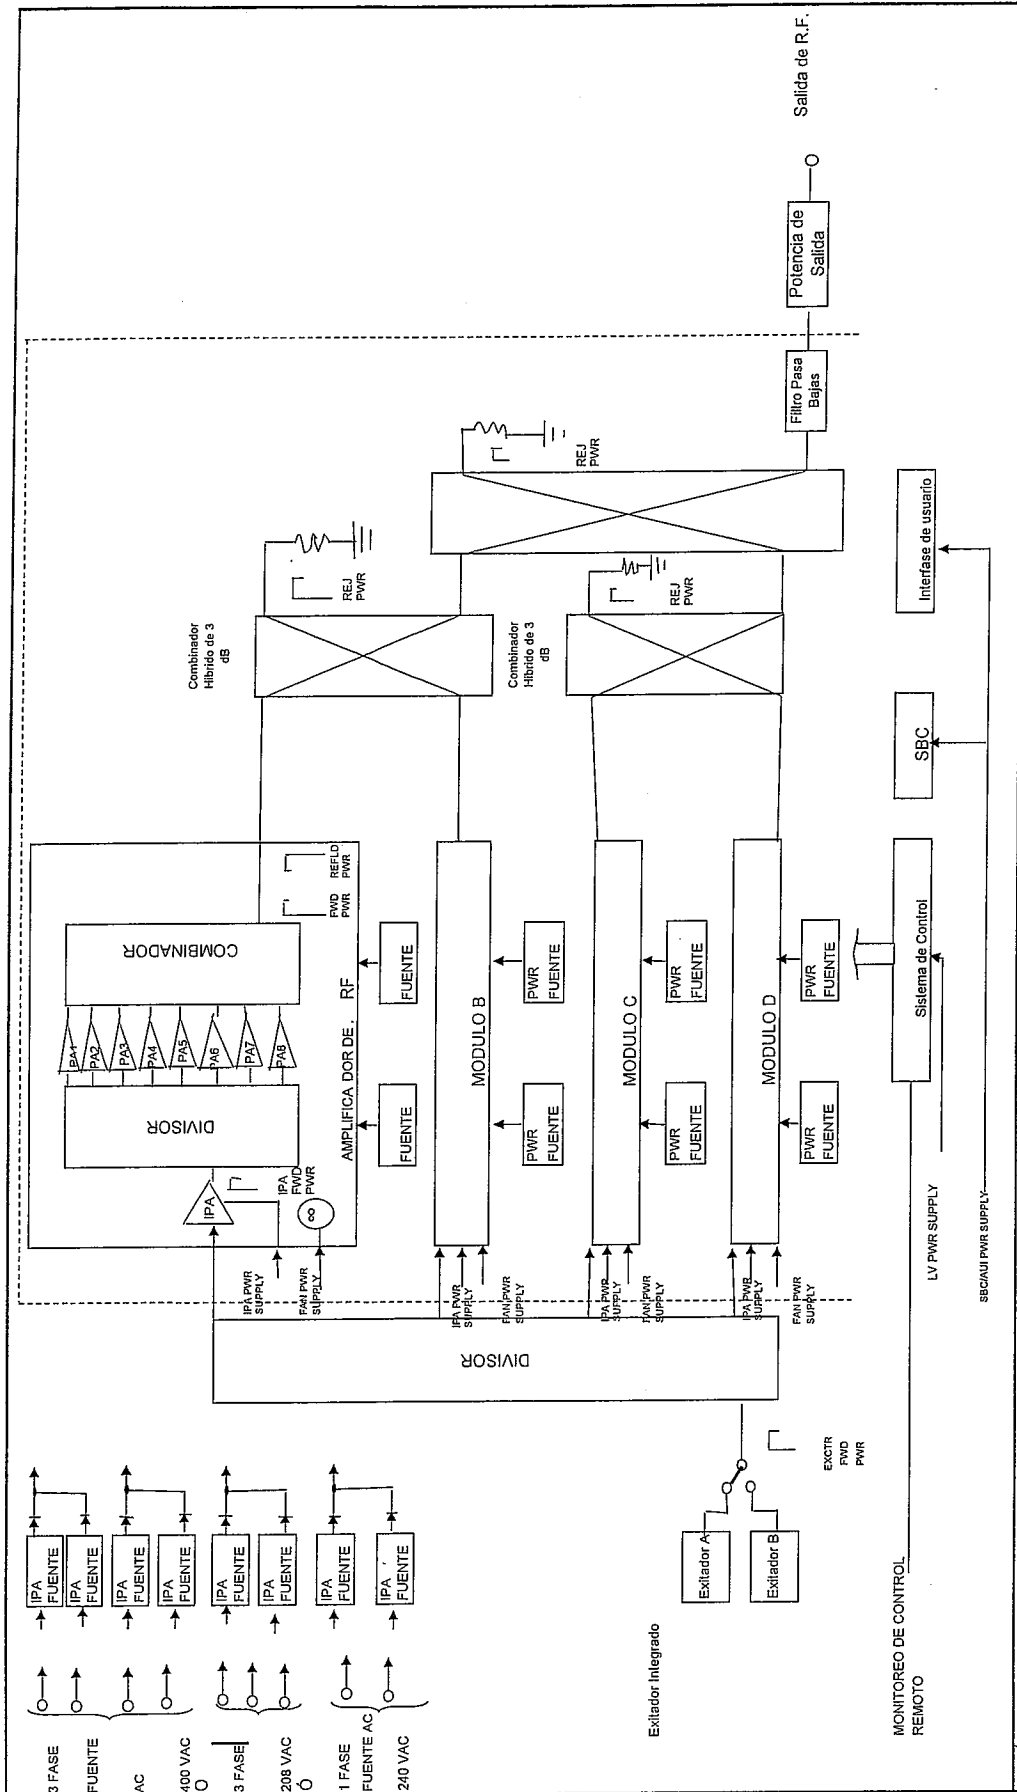 Salida de R.F.
Potencia de
Salida
Filtro Pasa
Bajas
REJ
PWR
REJ
PWR
REJ
PWR
Combinador
Hibrido de 3
dB
Combinador
Hibrido de 3
dB
Interfase de usuario
SBC
Sistema de Control
COMBINADOR
REFLD
PWR
FWD
PWR
PA1
PA2
PA3
PA4
PA5
PA6
PA7
PA8
DIVISOR
AMPLIFICA DOR DE . RF
IPA
IPA
FWD
PWR
FUENTE
FUENTE
MODULO B
PWR
FUENTE
PWR
FUENTE
MODULO C
PWR
FUENTE
PWR
FUENTE
MODULO D
PWR
FUENTE
PWR
FUENTE
IPA PWR
SUPPLY
FAN PWR
SUPPLY
IPA PWR
SUPPLY
FAN PWR
SUPPLY
IPA PWR
SUPPLY
FAN PWR
SUPPLY
IPA PWR
SUPPLY
FAN PWR
SUPPLY
LV PWR SUPPLY
SBC/AUI PWR SUPPLY
DIVISOR
EXCTR
FWD
PWR
Exitador A
Exitador B
Exitador Integrado
MONITOREO DE CONTROL
REMOTO
IPA
FUENTE
IPA
FUENTE
IPA
FUENTE
IPA
FUENTE
IPA
FUENTE
IPA
FUENTE
IPA
FUENTE
IPA
FUENTE
3 FASE
FUENTE
AC
400 VAC
O
3 FASE
208 VAC
Ó
1 FASE
FUENTE AC
240 VAC